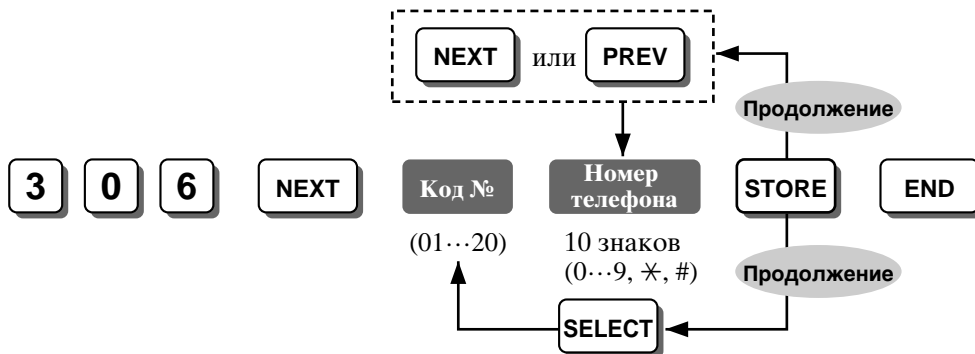 NEXT или PREV
Продолжение
3 0 6 NEXT Код № Номер телефона STORE END
(01···20) 10 знаков
(0···9, ✳, #)
Продолжение
SELECT